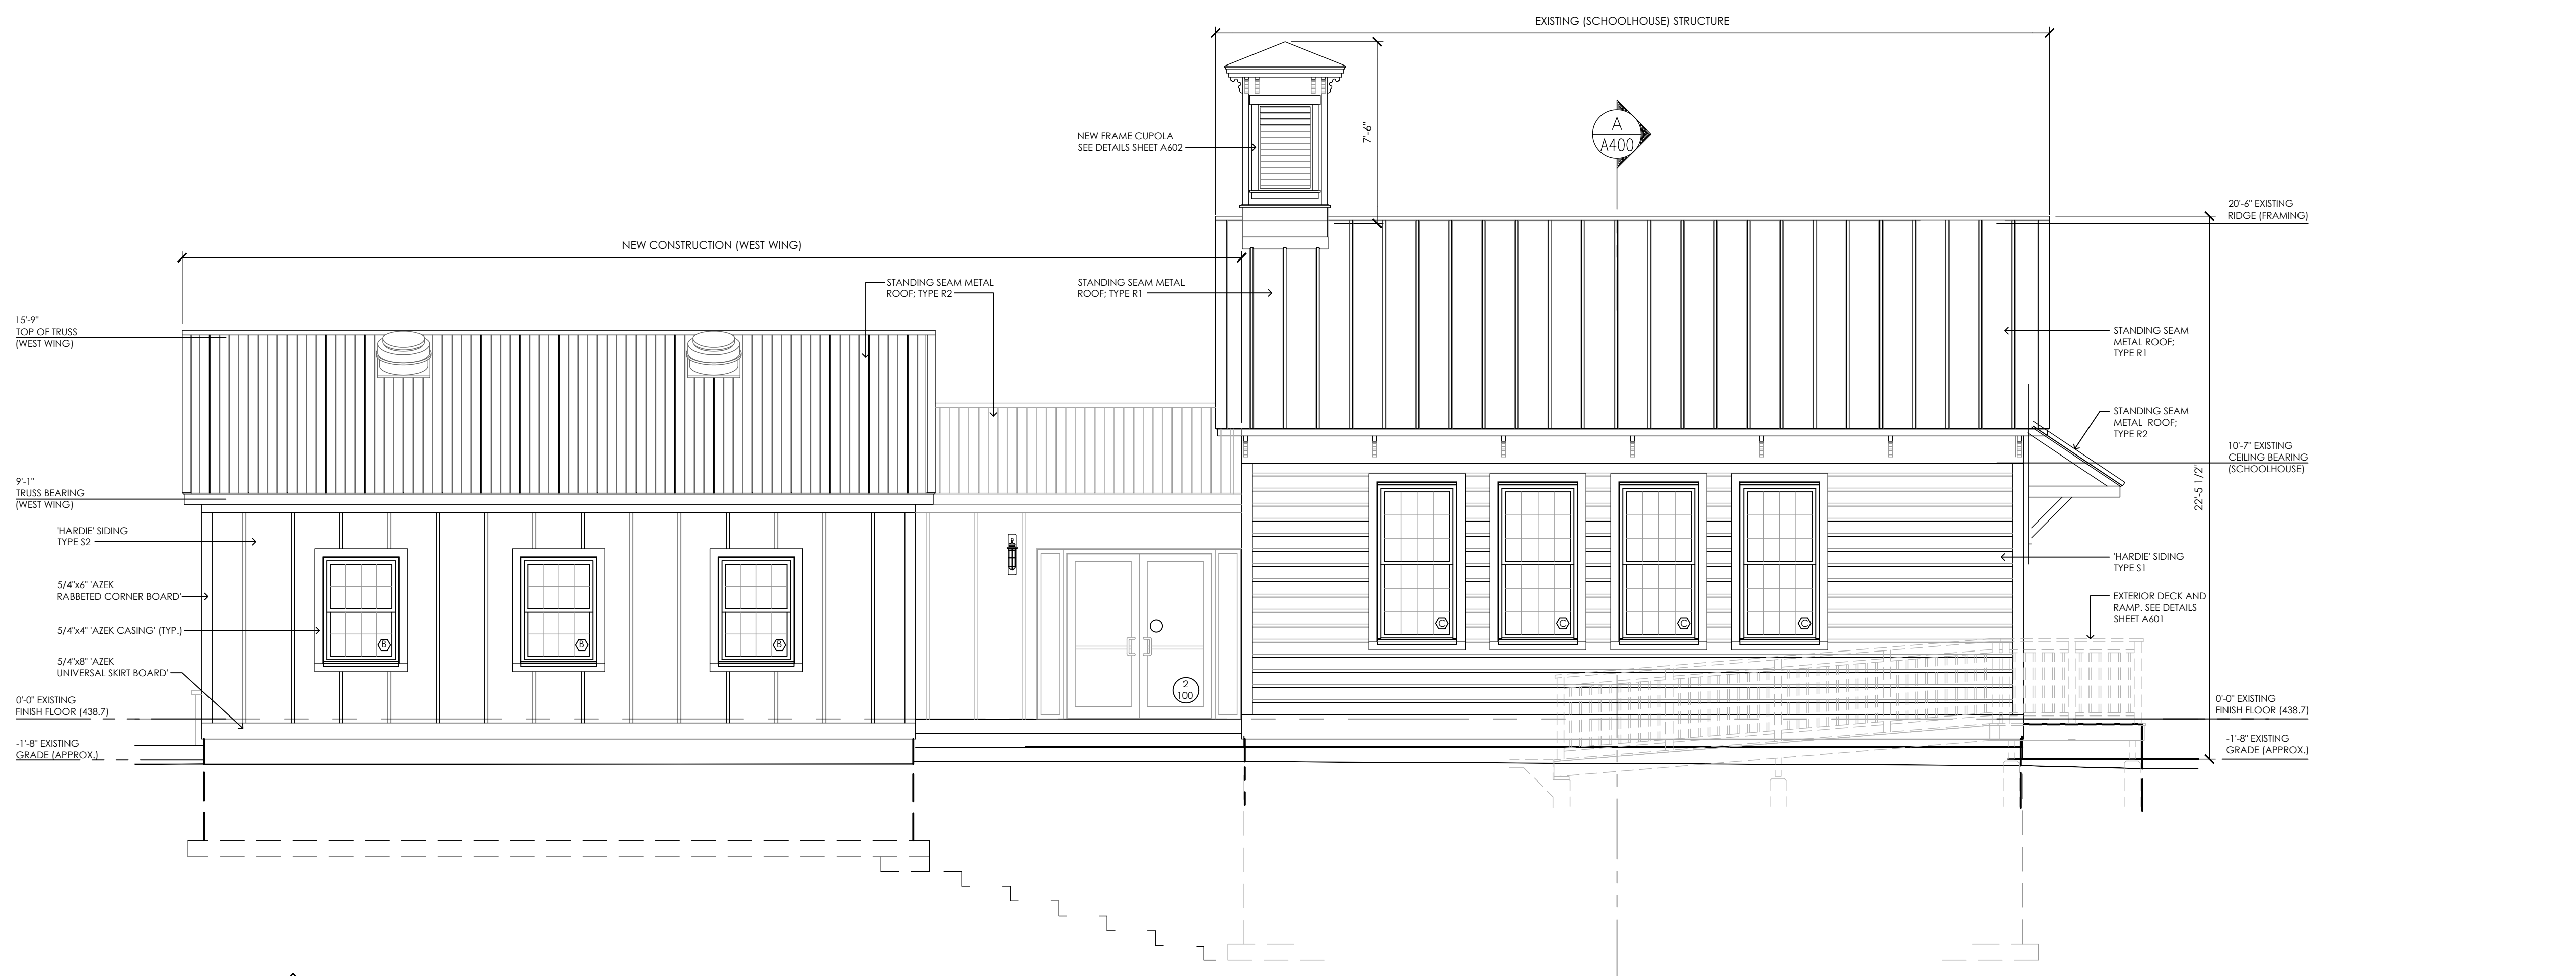 EXISTING (SCHOOLHOUSE) STRUCTURE
NEW FRAME CUPOLA
SEE DETAILS SHEET A602
7'-6"
A
A400
20'-6" EXISTING
RIDGE (FRAMING)
NEW CONSTRUCTION (WEST WING)
STANDING SEAM METAL
ROOF; TYPE R2
STANDING SEAM METAL
ROOF; TYPE R1
15'-9"
TOP OF TRUSS
(WEST WING)
STANDING SEAM
METAL ROOF;
TYPE R1
STANDING SEAM
METAL ROOF;
TYPE R2
10'-7" EXISTING
CEILING BEARING
(SCHOOLHOUSE)
22'-5 1/2"
9'-1"
TRUSS BEARING
(WEST WING)
'HARDIE' SIDING
TYPE S2
'HARDIE' SIDING
TYPE S1
5/4"x6" 'AZEK
RABBETED CORNER BOARD'
EXTERIOR DECK AND
RAMP. SEE DETAILS
SHEET A601
5/4"x4" 'AZEK CASING' (TYP.)
B
B
B
C
C
C
C
5/4"x8" 'AZEK
UNIVERSAL SKIRT BOARD'
2
100
0'-0" EXISTING
FINISH FLOOR (438.7)
0'-0" EXISTING
FINISH FLOOR (438.7)
-1'-8" EXISTING
GRADE (APPROX.)
-1'-8" EXISTING
GRADE (APPROX.)